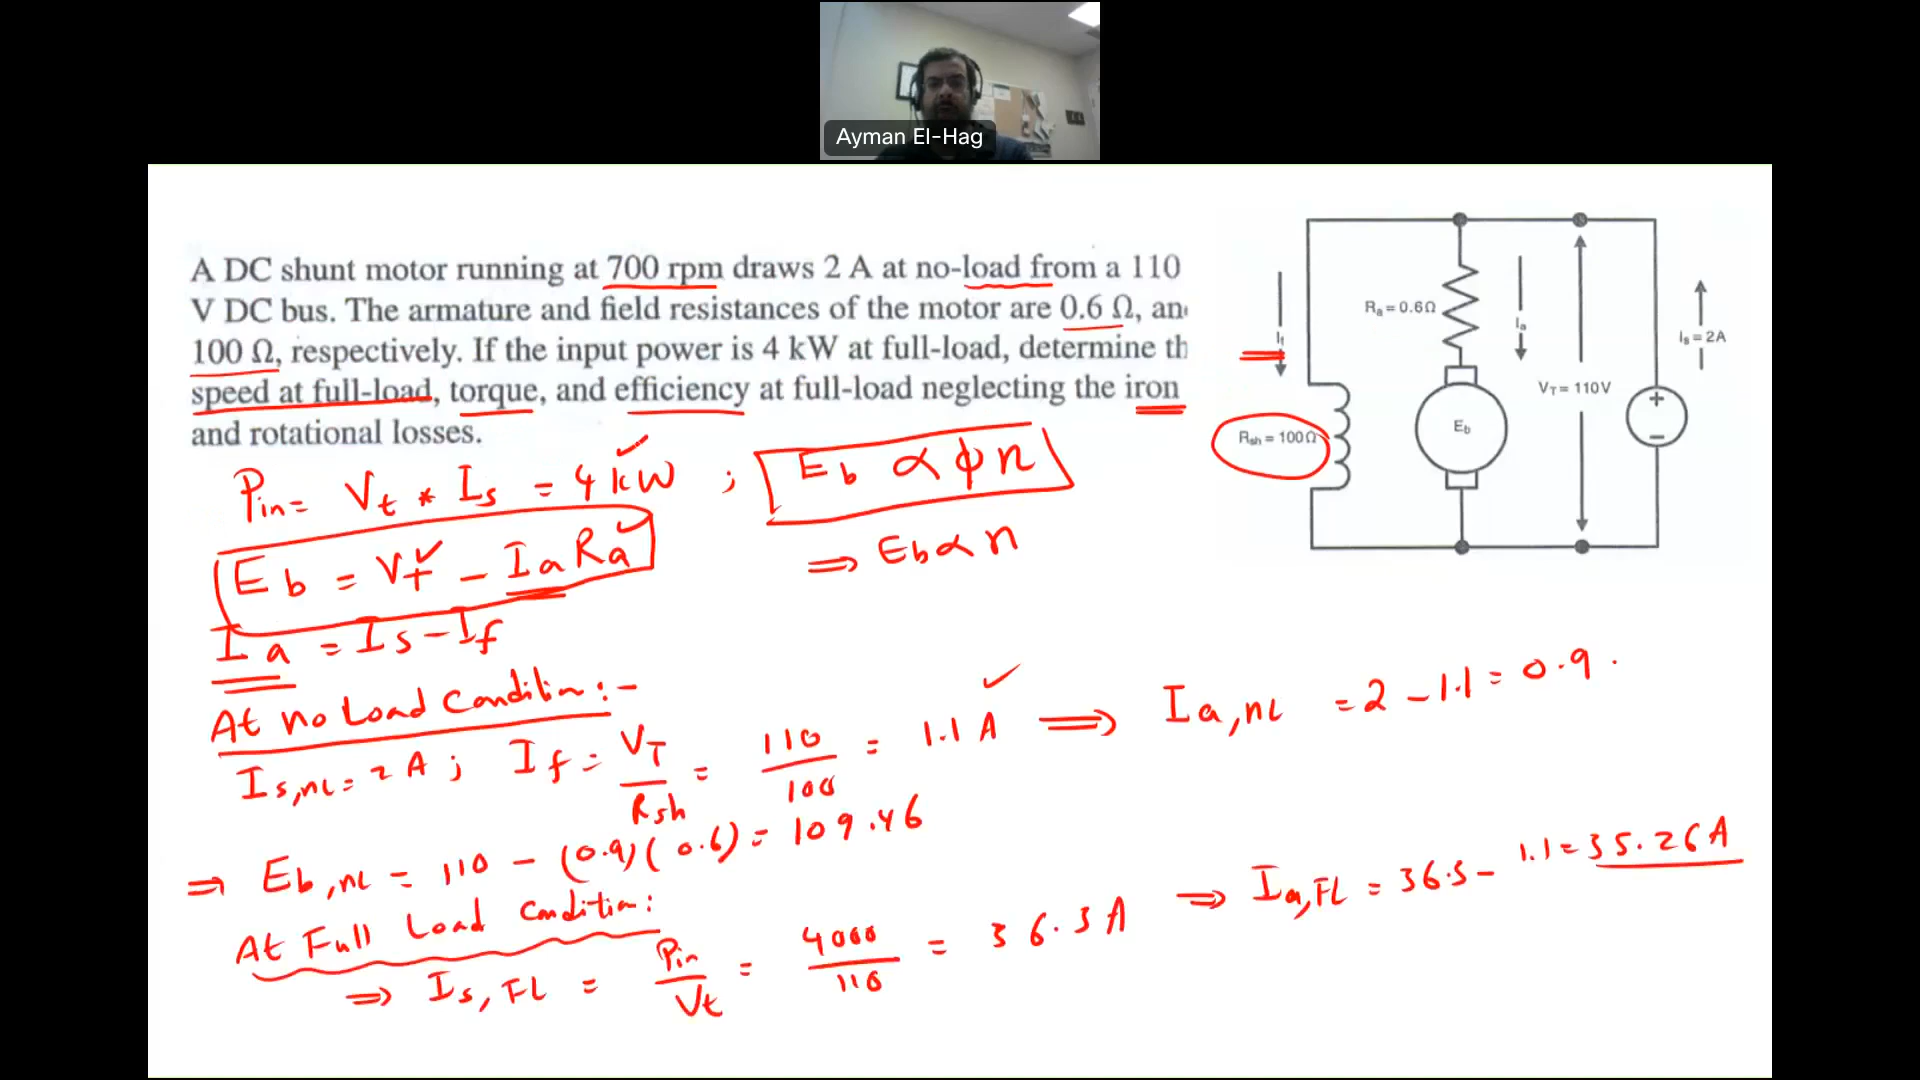 Ayman El-Hag
A DC shunt motor running at 700 rpm draws 2 A at no-load from a 110
V DC bus. The armature and field resistances of the motor are 0.6 Ω, an
100 Ω, respectively. If the input power is 4 kW at full-load, determine th
speed at full-load, torque, and efficiency at full-load neglecting the iron
and rotational losses.
Ra = 0.6Ω
Ia
If
Is = 2A
VT = 110V
Rsh = 100Ω
Eb
Pin = Vt * Is = 4 kW ; Eb α φ n
Eb = VT - Ia Ra
⇒ Eb α n
Ia = Is - If
At no Load Condition:-
Is,nL = 2 A ; If = VT/Rsh = 110/100 = 1.1 A ⇒ Ia,nL = 2 - 1.1 = 0.9 .
⇒ Eb,nL = 110 - (0.9)(0.6) = 109.46
At Full Load Condition:
⇒ Is,FL = Pin/Vt = 4000/110 = 36.3 A ⇒ Ia,FL = 36.3 - 1.1 = 35.26 A